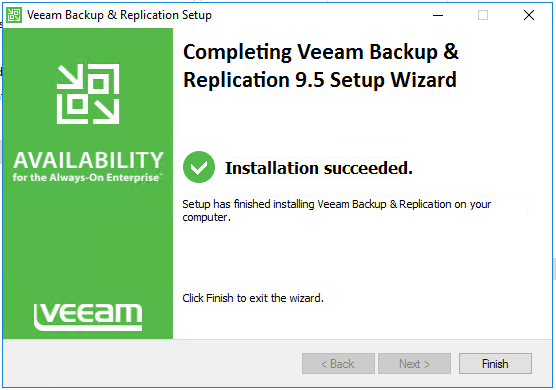 Veeam Backup & Replication Setup
Completing Veeam Backup &
Replication 9.5 Setup Wizard
AVAILABILITY
for the Always-On Enterprise™
Installation succeeded.
Setup has finished installing Veeam Backup & Replication on your
computer.
Click Finish to exit the wizard.
veeam
< Back
Next >
Finish